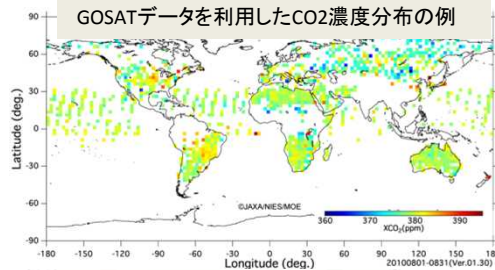 GOSATデータを利用したCO2濃度分布の例
90
60
30
0
-30
-60
-90
Latitude (deg.)
©JAXA/NIES/MOE
360 370 380 390
XCO2(ppm)
-180 -150 -120 -90 -60 -30 0 30 60 90 120 150 18
Longitude (deg.)
20100801-0831(Ver.01.30)